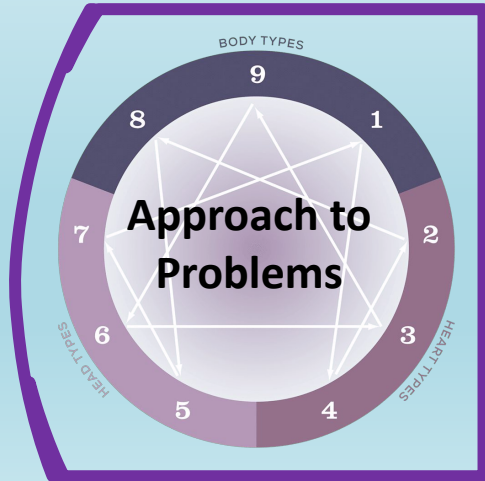 BODY TYPES
9
8
1
Approach to
Problems
7
2
6
3
HEAD TYPES
HEART TYPES
5
4